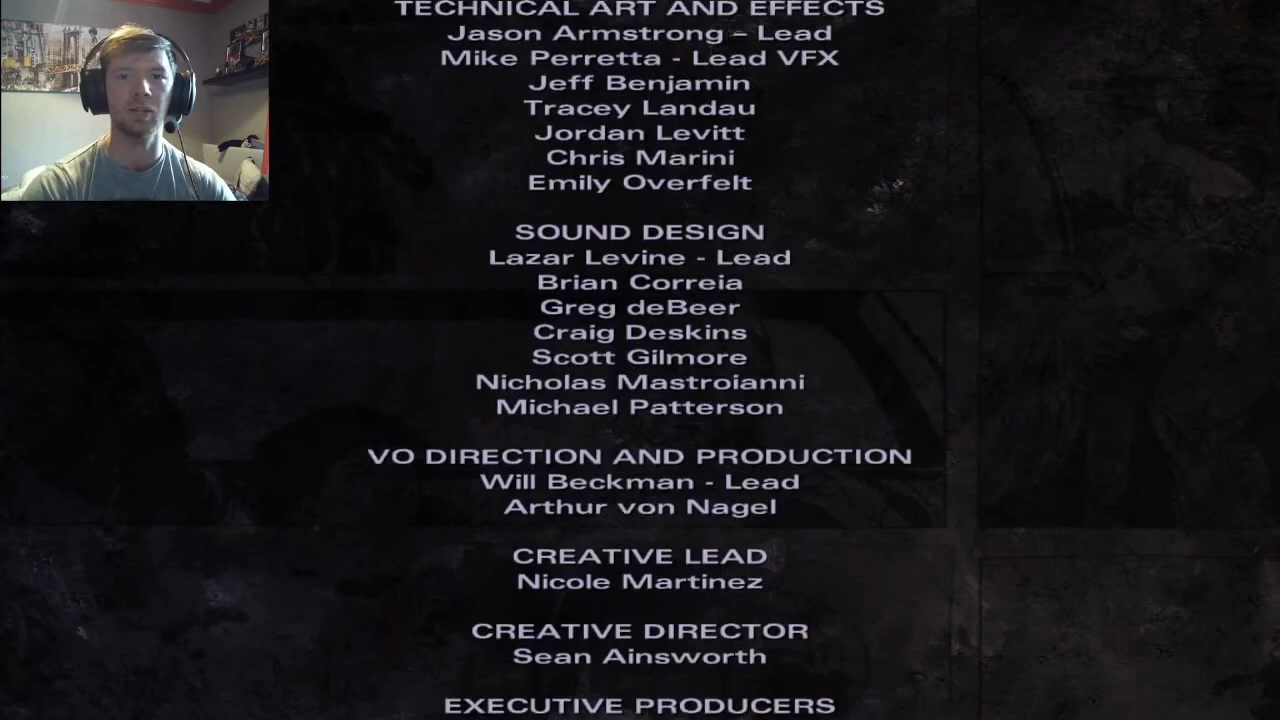 TECHNICAL ART AND EFFECTS
Jason Armstrong – Lead
Mike Perretta - Lead VFX
Jeff Benjamin
Tracey Landau
Jordan Levitt
Chris Marini
Emily Overfelt
SOUND DESIGN
Lazar Levine - Lead
Brian Correia
Greg deBeer
Craig Deskins
Scott Gilmore
Nicholas Mastroianni
Michael Patterson
VO DIRECTION AND PRODUCTION
Will Beckman - Lead
Arthur von Nagel
CREATIVE LEAD
Nicole Martinez
CREATIVE DIRECTOR
Sean Ainsworth
EXECUTIVE PRODUCERS